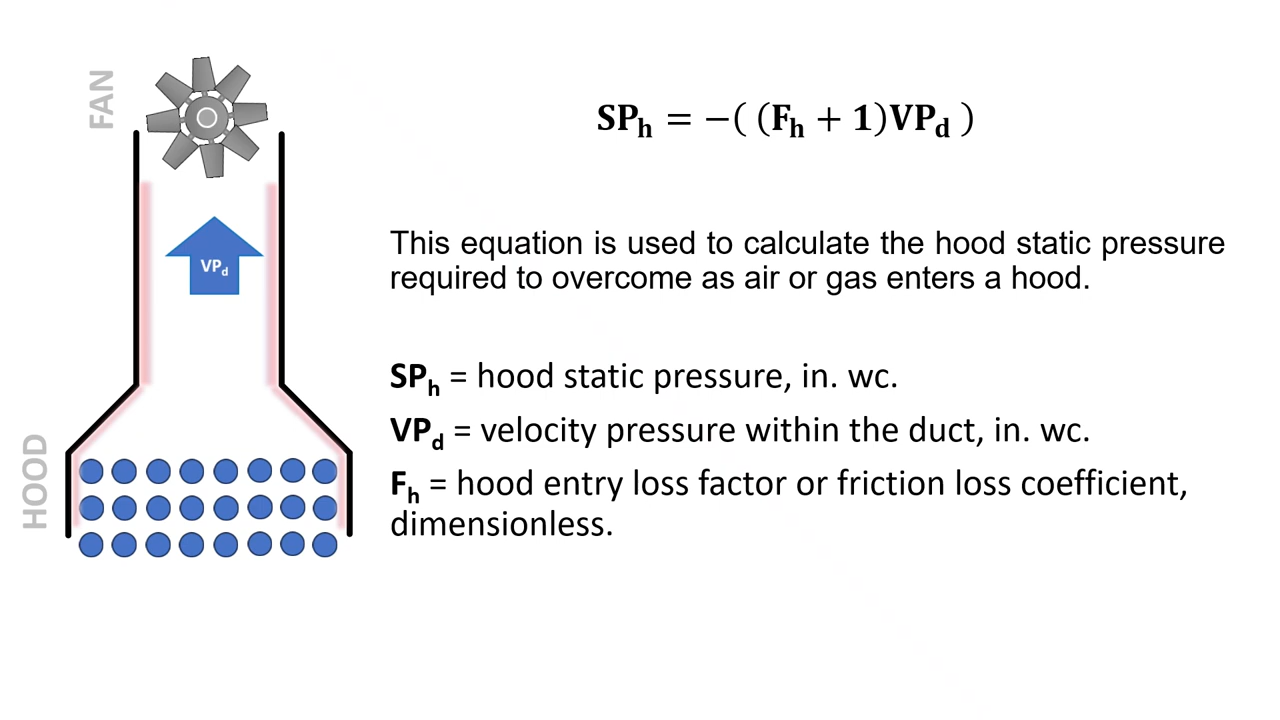 FAN
SPh = −( (Fh + 1)VPd )
VPd
This equation is used to calculate the hood static pressure
required to overcome as air or gas enters a hood.
SPh = hood static pressure, in. wc.
VPd = velocity pressure within the duct, in. wc.
HOOD
Fh = hood entry loss factor or friction loss coefficient,
dimensionless.